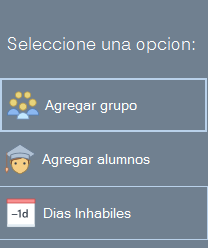 Seleccione una opcion:
Agregar grupo
Agregar alumnos
–1d
Dias Inhabiles